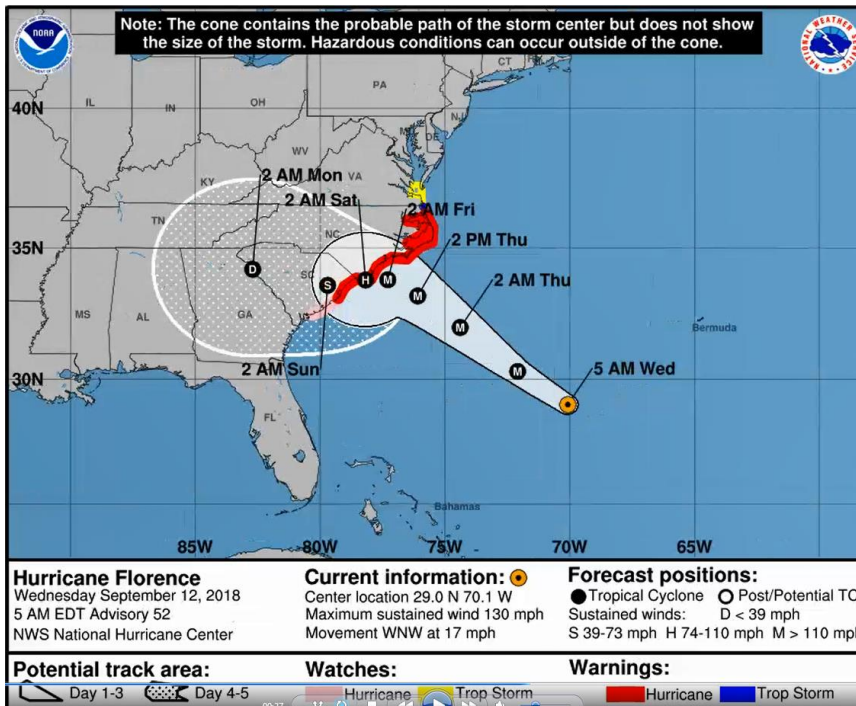 Note: The cone contains the probable path of the storm center but does not show
the size of the storm. Hazardous conditions can occur outside of the cone.
NOAA
NATIONAL WEATHER SERVICE
40N
35N
30N
IL
IN
OH
PA
CT
WV
VA
DE
NJ
KY
TN
NC
SC
MS
AL
GA
FL
2 AM Mon
2 AM Sat
2 AM Fri
2 PM Thu
2 AM Thu
5 AM Wed
2 AM Sun
D
S
H
M
M
M
M
Bermuda
Bahamas
85W
80W
75W
70W
65W
Hurricane Florence
Wednesday September 12, 2018
5 AM EDT Advisory 52
NWS National Hurricane Center
Current information:
Center location 29.0 N 70.1 W
Maximum sustained wind 130 mph
Movement WNW at 17 mph
Forecast positions:
Tropical Cyclone Post/Potential TC
Sustained winds: D < 39 mph
S 39-73 mph H 74-110 mph M > 110 mph
Potential track area:
Day 1-3 Day 4-5
Watches:
Hurricane Trop Storm
Warnings:
Hurricane Trop Storm